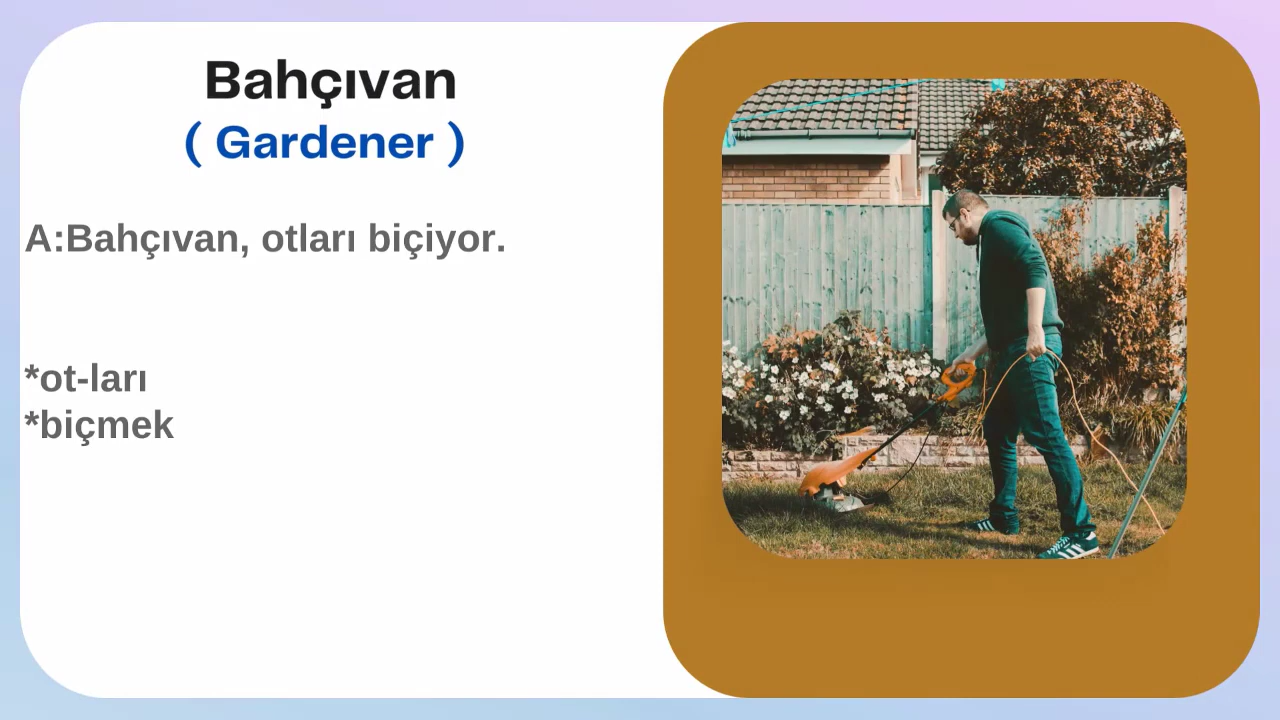 Bahçıvan
( Gardener )
A:Bahçıvan, otları biçiyor.
*ot-ları
*biçmek